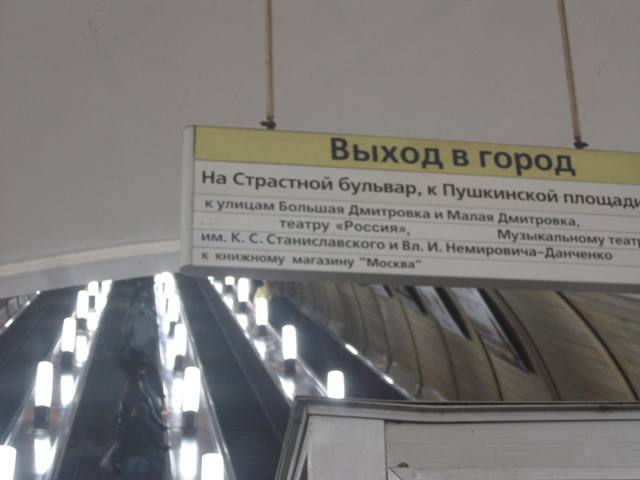 Выход в город
На Страстной бульвар, к Пушкинской площади
к улицам Большая Дмитровка и Малая Дмитровка,
театру «Россия», Музыкальному теат
им. К. С. Станиславского и Вл. И. Немировича-Данченко
к книжному магазину "Москва"